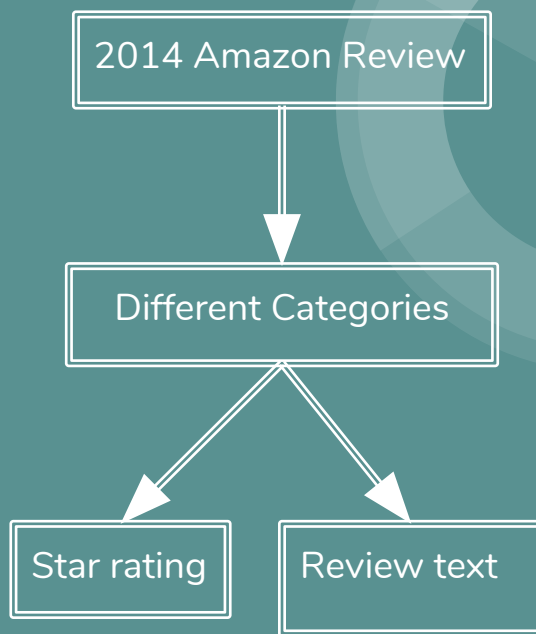 2014 Amazon Review
Different Categories
Star rating
Review text